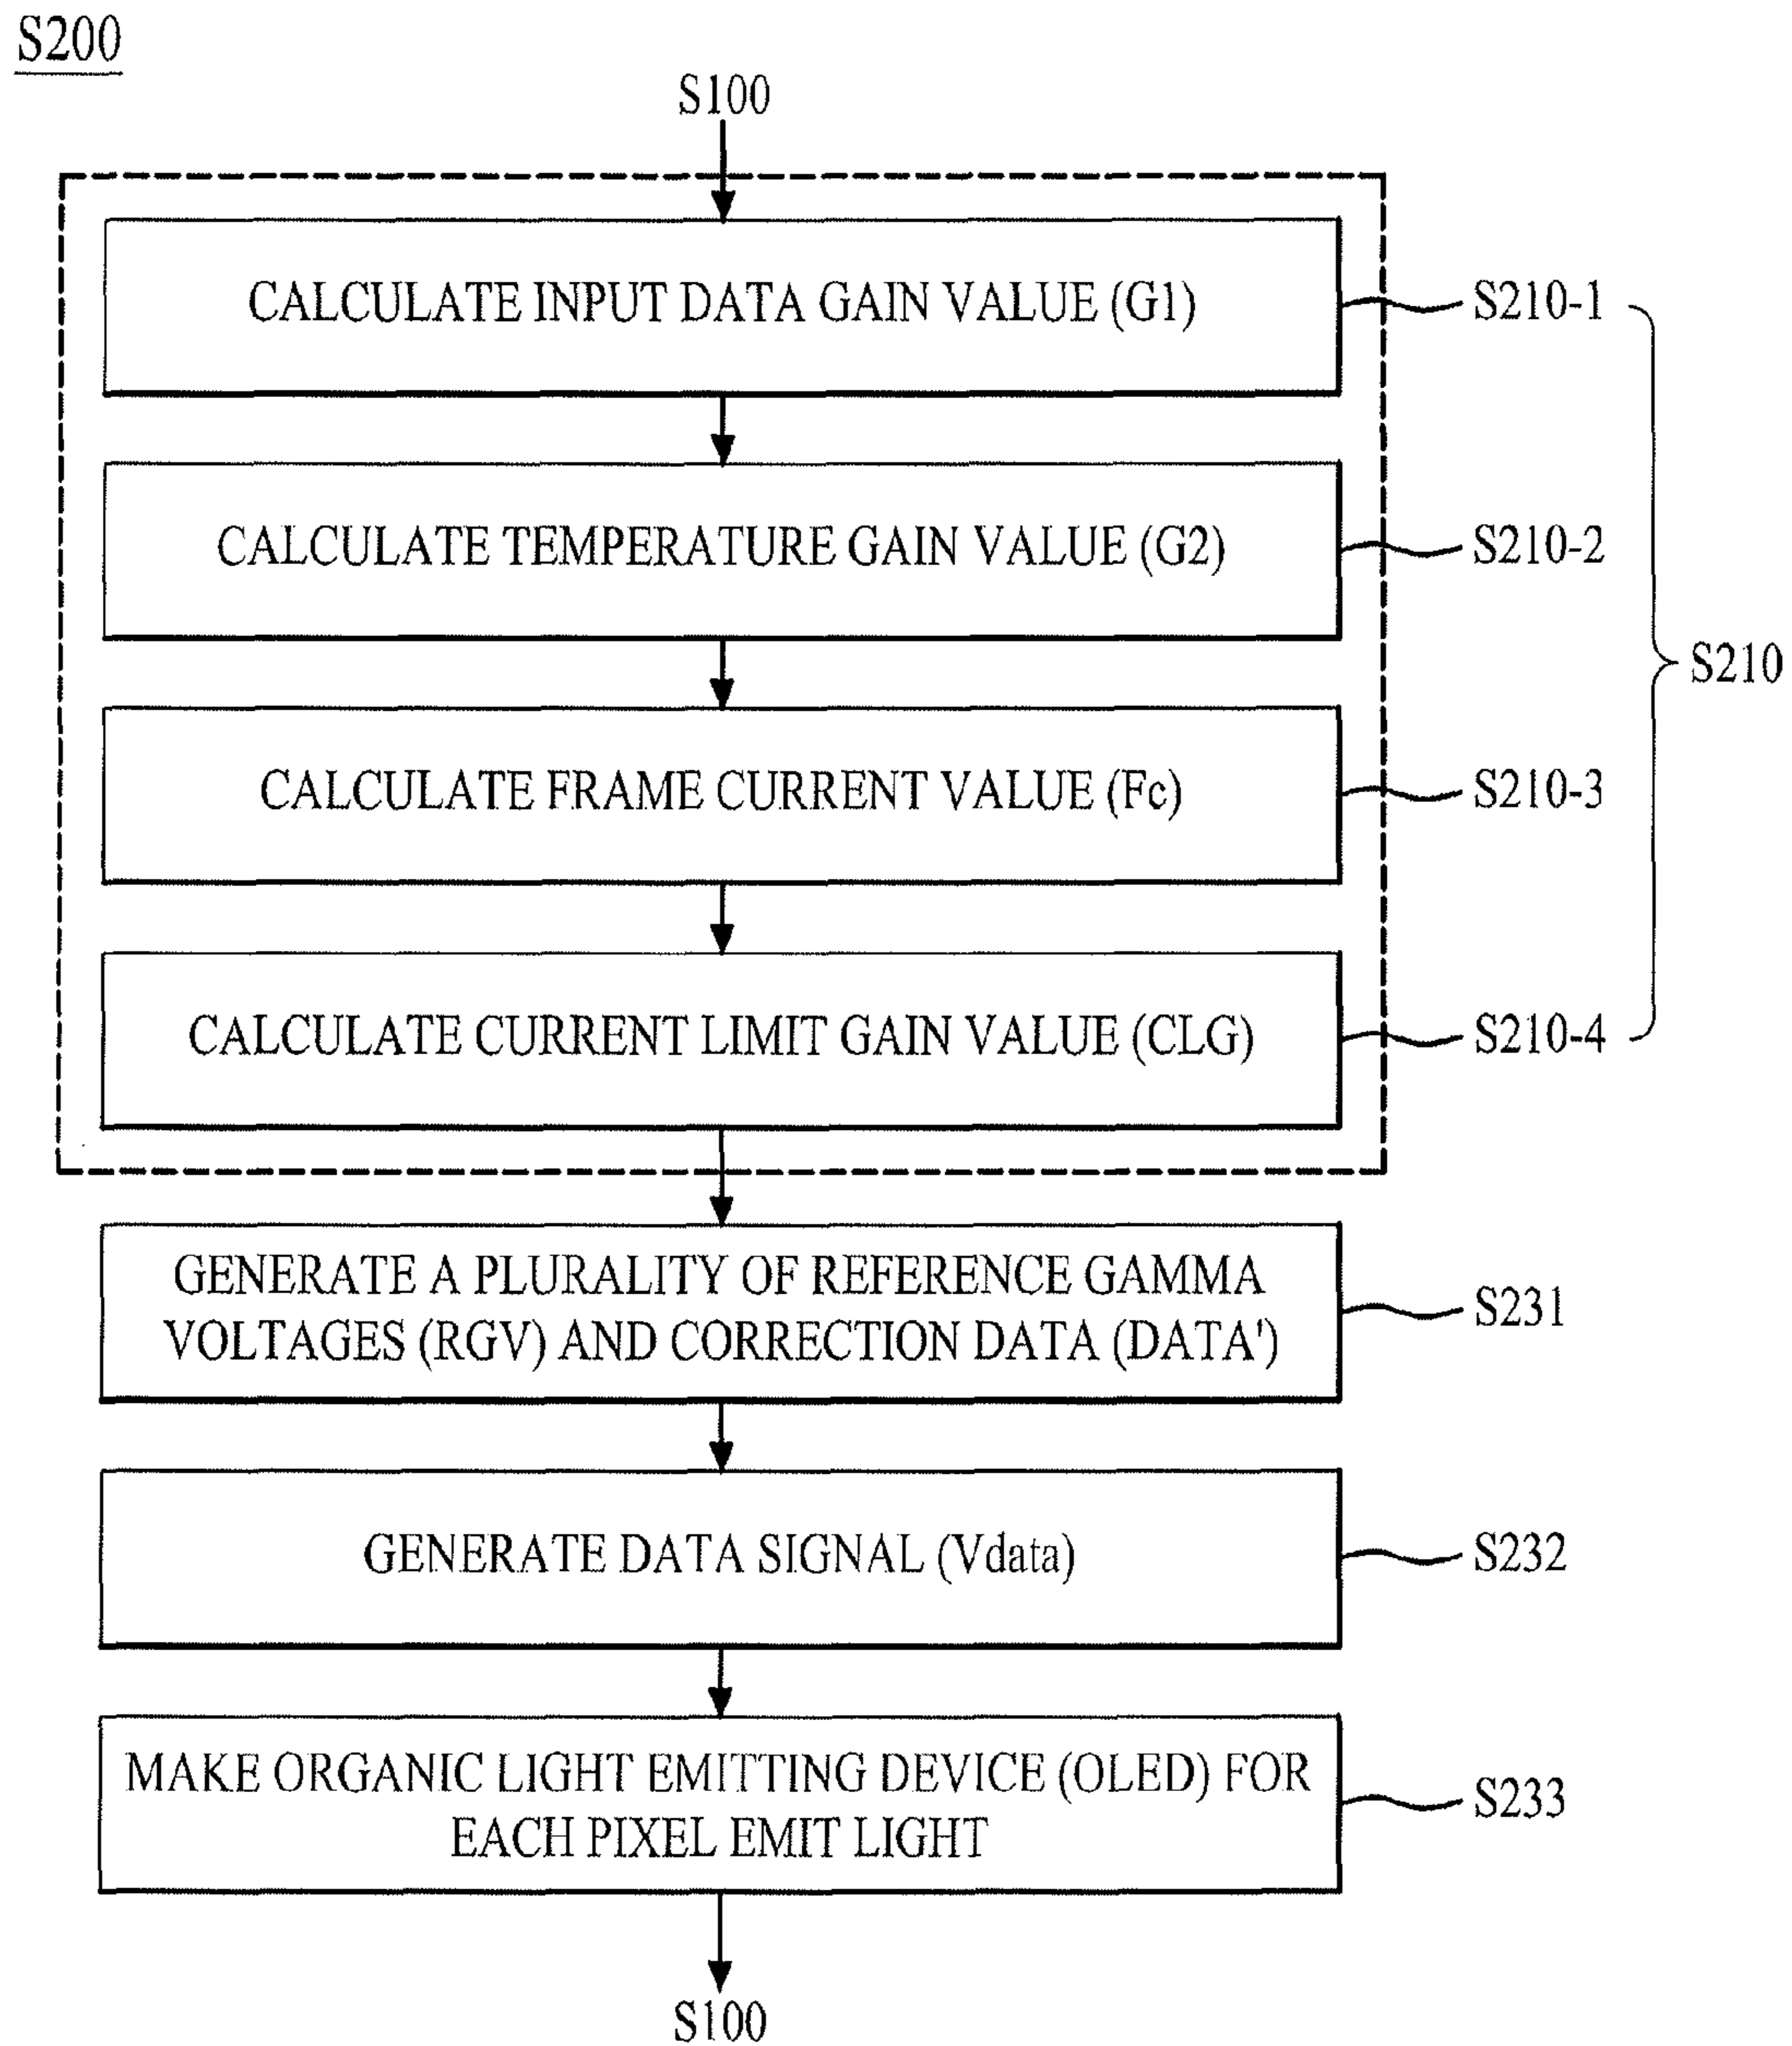 S200
S100
CALCULATE INPUT DATA GAIN VALUE (G1)
S210-1
CALCULATE TEMPERATURE GAIN VALUE (G2)
S210-2
S210
CALCULATE FRAME CURRENT VALUE (Fc)
S210-3
CALCULATE CURRENT LIMIT GAIN VALUE (CLG)
S210-4
GENERATE A PLURALITY OF REFERENCE GAMMA
VOLTAGES (RGV) AND CORRECTION DATA (DATA')
S231
GENERATE DATA SIGNAL (Vdata)
S232
MAKE ORGANIC LIGHT EMITTING DEVICE (OLED) FOR
EACH PIXEL EMIT LIGHT
S233
S100